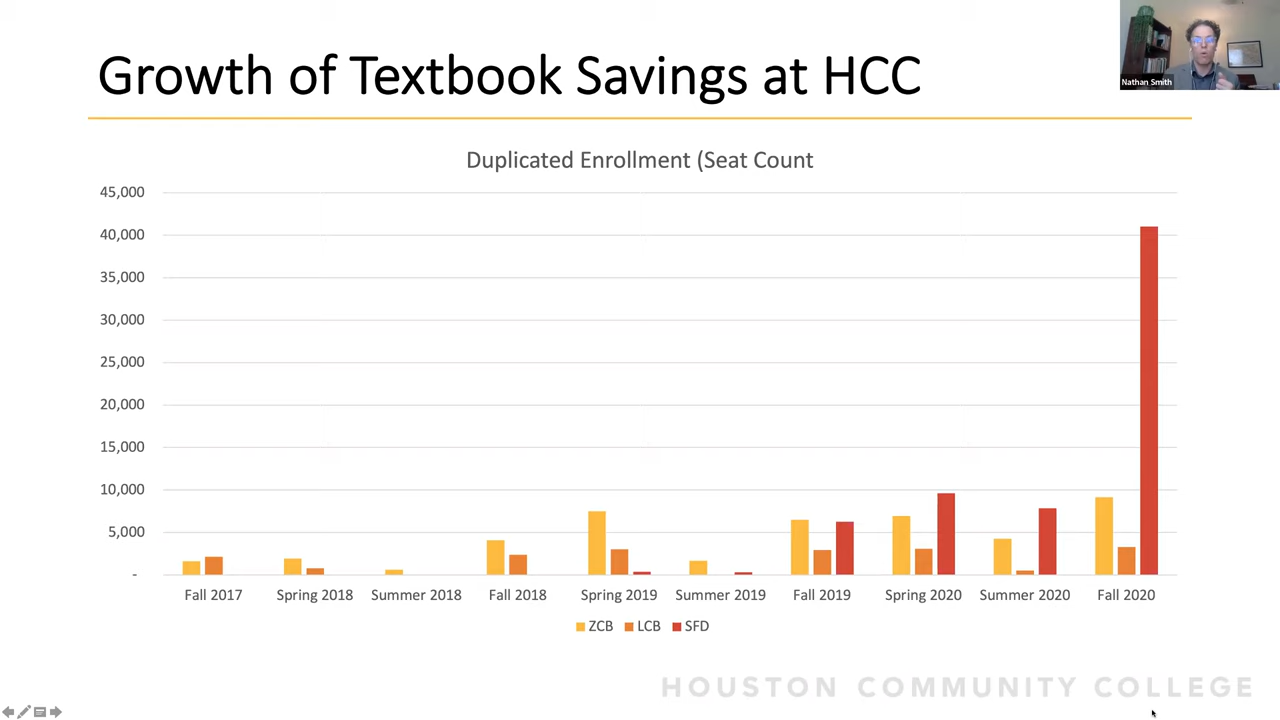 Growth of Textbook Savings at HCC
Nathan Smith
Duplicated Enrollment (Seat Count
45,000
40,000
35,000
30,000
25,000
20,000
15,000
10,000
5,000
-
Fall 2017 Spring 2018 Summer 2018 Fall 2018 Spring 2019 Summer 2019 Fall 2019 Spring 2020 Summer 2020 Fall 2020
ZCB LCB SFD
HOUSTON COMMUNITY COLLEGE